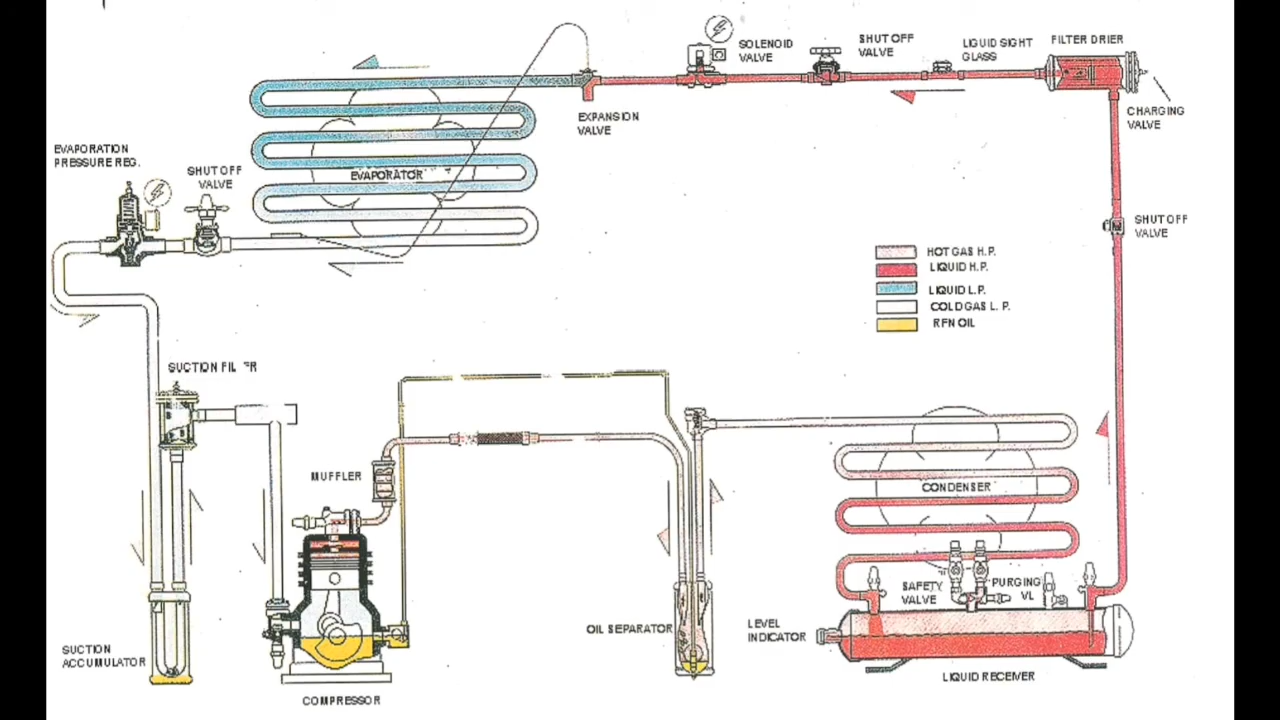 SOLENOID
VALVE
SHUT OFF
VALVE
LIQUID SIGHT
GLASS
FILTER DRIER
CHARGING
VALVE
EXPANSION
VALVE
EVAPORATION
PRESSURE REG.
SHUT OFF
VALVE
EVAPORATOR
SHUT OFF
VALVE
HOT GAS H.P.
LIQUID H.P.
LIQUID L.P.
COLD GAS L. P.
RFN OIL
SUCTION FIL
MUFFLER
CONDENSER
SAFETY
VALVE
PURGING
VL
LEVEL
INDICATOR
OIL SEPARATOR
SUCTION
ACCUMULATOR
LIQUID RECEIVER
COMPRESSOR